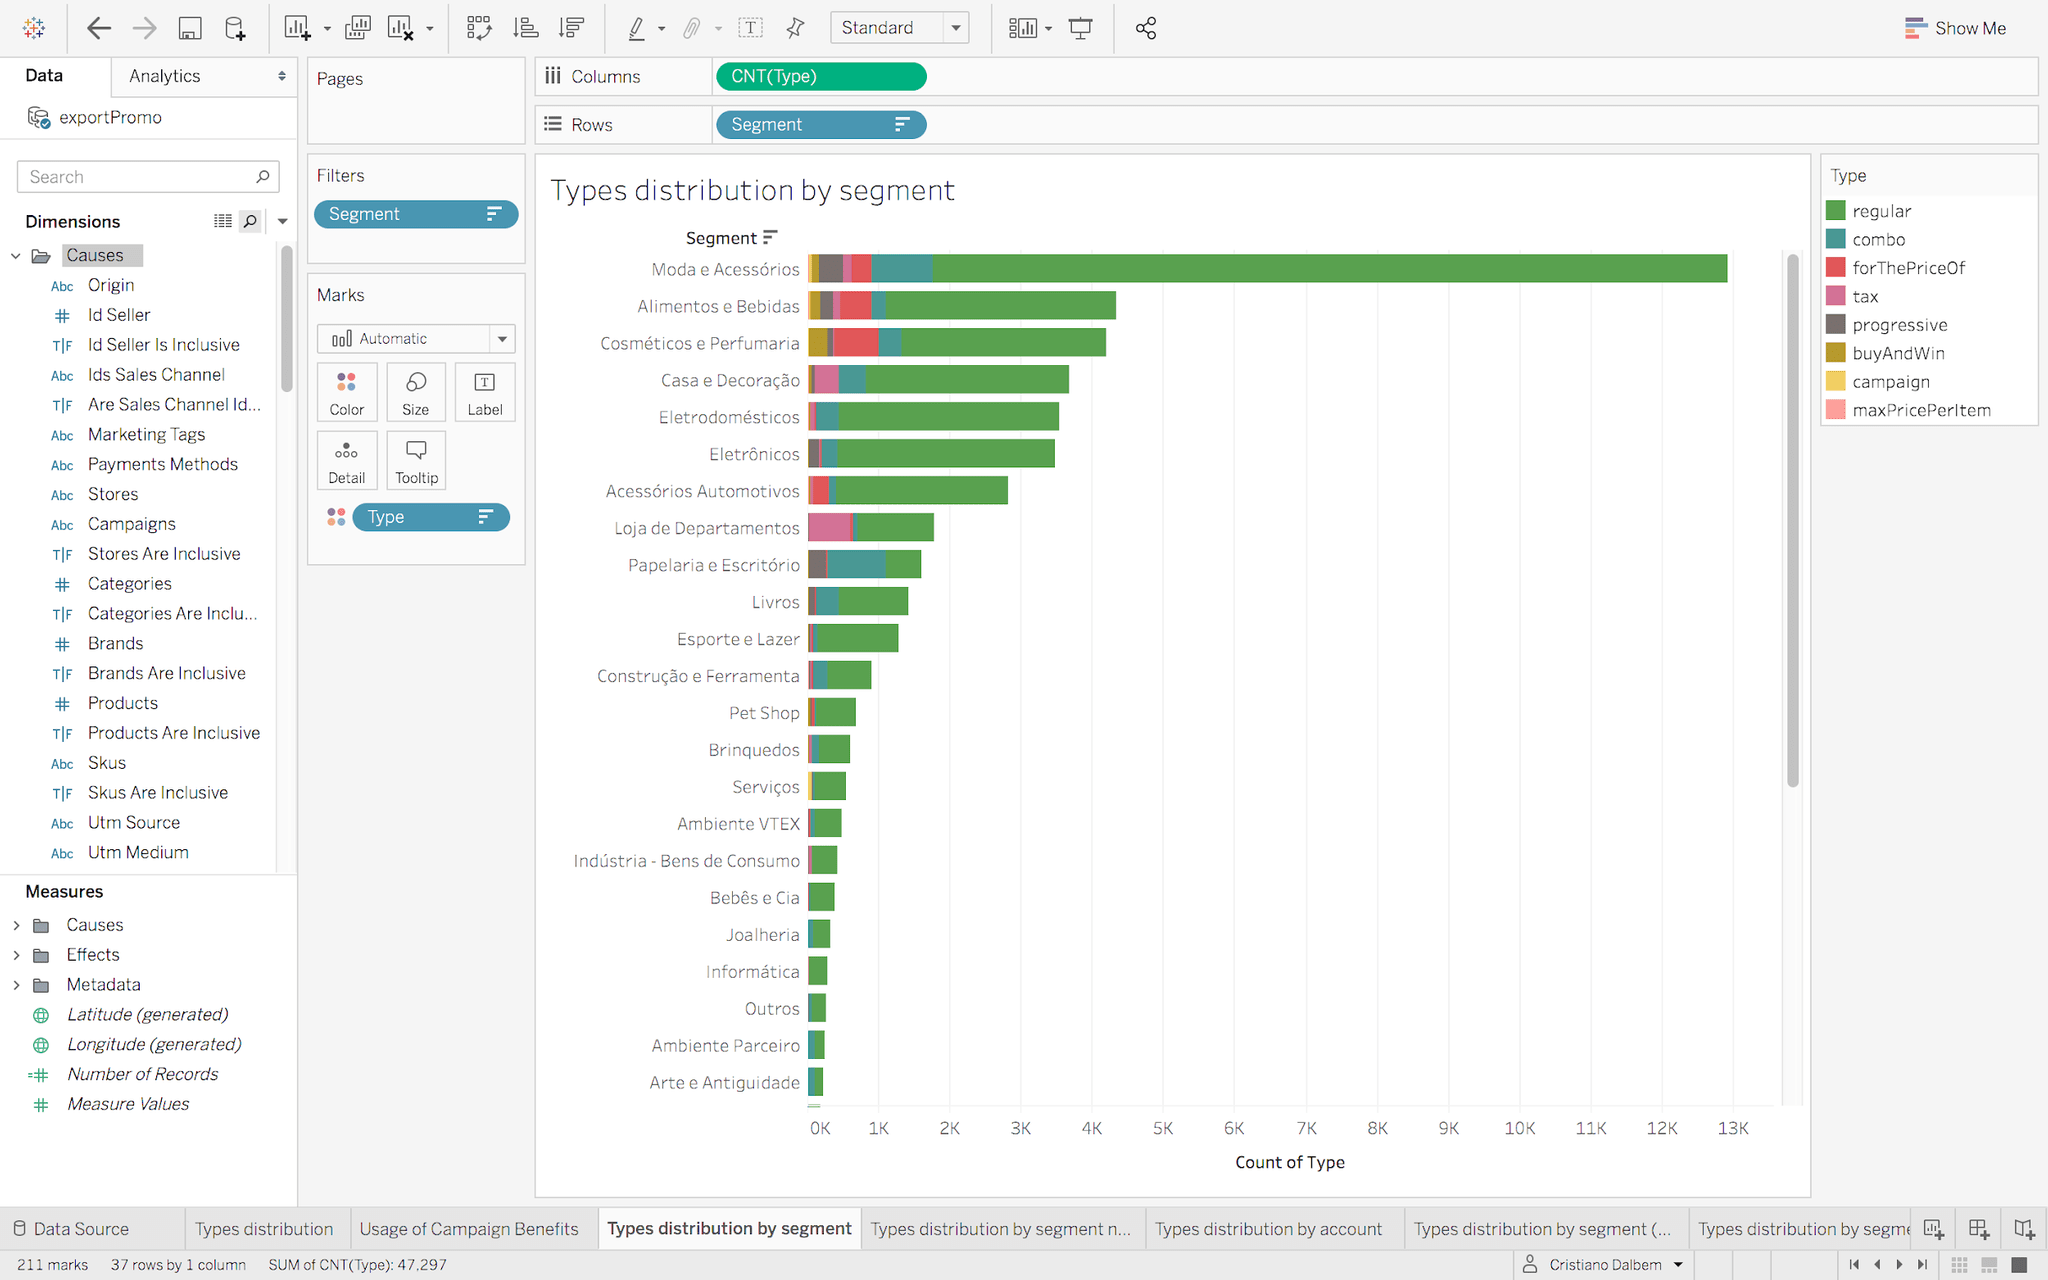 Standard
Show Me
Data
Analytics
exportPromo
Search
Dimensions
Causes
Abc Origin
# Id Seller
T|F Id Seller Is Inclusive
Abc Ids Sales Channel
T|F Are Sales Channel Id...
Abc Marketing Tags
Abc Payments Methods
Abc Stores
Abc Campaigns
T|F Stores Are Inclusive
# Categories
T|F Categories Are Inclu...
# Brands
T|F Brands Are Inclusive
# Products
T|F Products Are Inclusive
Abc Skus
T|F Skus Are Inclusive
Abc Utm Source
Abc Utm Medium
Measures
Causes
Effects
Metadata
Latitude (generated)
Longitude (generated)
=# Number of Records
# Measure Values
Pages
Filters
Segment
Marks
Automatic
Color
Size
T
Label
Detail
Tooltip
Type
Columns
CNT(Type)
Rows
Segment
Types distribution by segment
Segment
Moda e Acessórios
Alimentos e Bebidas
Cosméticos e Perfumaria
Casa e Decoração
Eletrodomésticos
Eletrônicos
Acessórios Automotivos
Loja de Departamentos
Papelaria e Escritório
Livros
Esporte e Lazer
Construção e Ferramenta
Pet Shop
Brinquedos
Serviços
Ambiente VTEX
Indústria - Bens de Consumo
Bebês e Cia
Joalheria
Informática
Outros
Ambiente Parceiro
Arte e Antiguidade
0K 1K 2K 3K 4K 5K 6K 7K 8K 9K 10K 11K 12K 13K
Count of Type
Type
regular
combo
forThePriceOf
tax
progressive
buyAndWin
campaign
maxPricePerItem
Data Source
Types distribution
Usage of Campaign Benefits
Types distribution by segment
Types distribution by segment n...
Types distribution by account
Types distribution by segment (...
Types distribution by segme
211 marks
37 rows by 1 column
SUM of CNT(Type): 47,297
Cristiano Dalbem